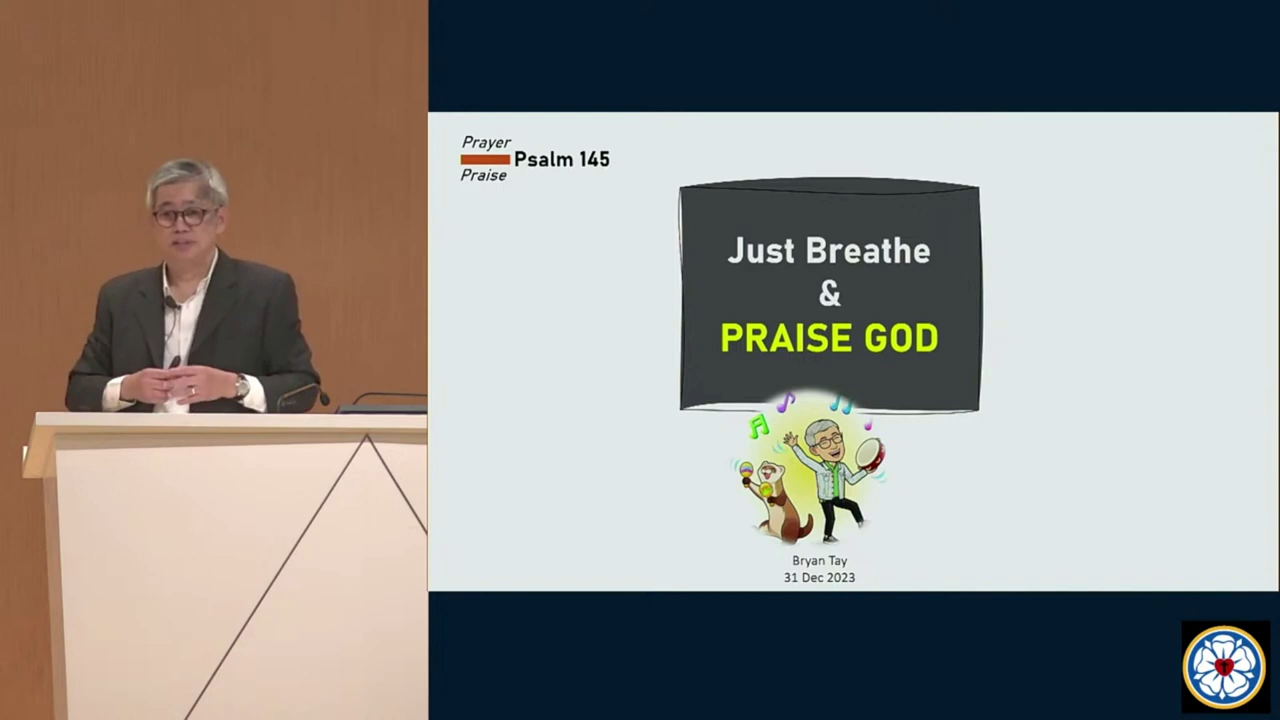 Prayer
Psalm 145
Praise
Just Breathe
&
PRAISE GOD
Bryan Tay
31 Dec 2023